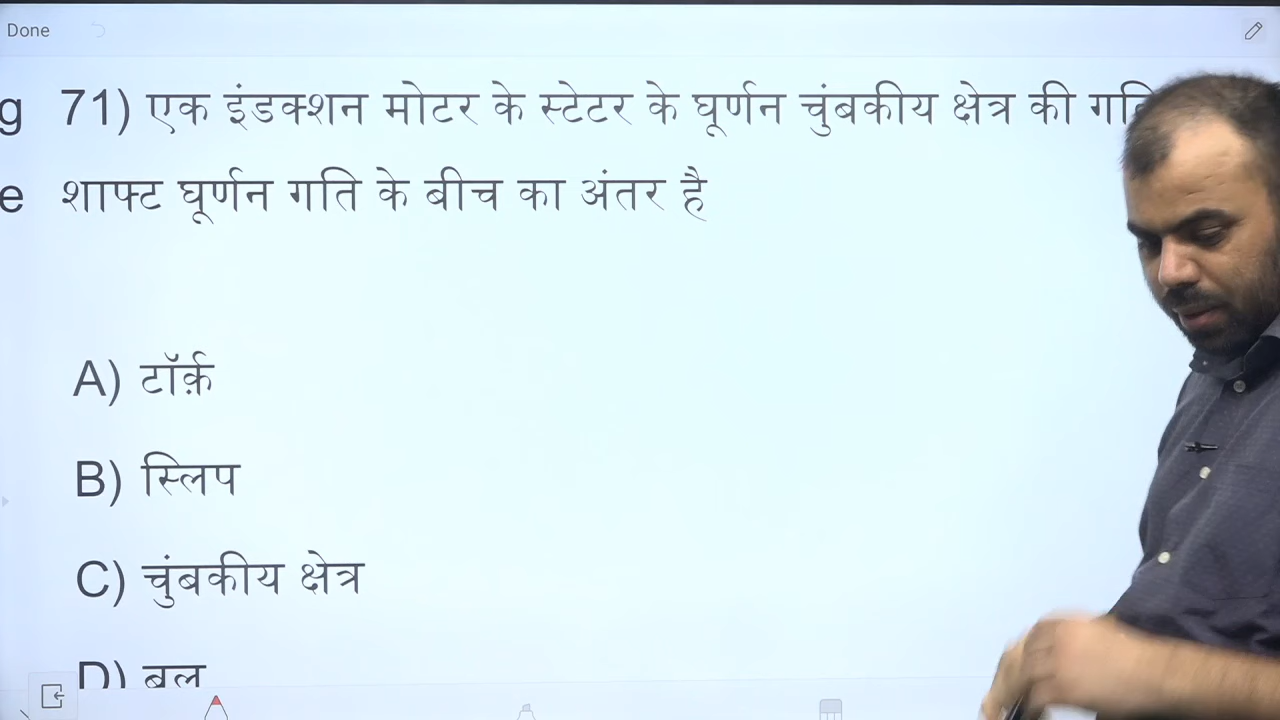 Done
g 71) एक इंडक्शन मोटर के स्टेटर के घूर्णन चुंबकीय क्षेत्र की
e शाफ्ट घूर्णन गति के बीच का अंतर है
A) टॉर्क़
B) स्लिप
C) चुंबकीय क्षेत्र
D) बल